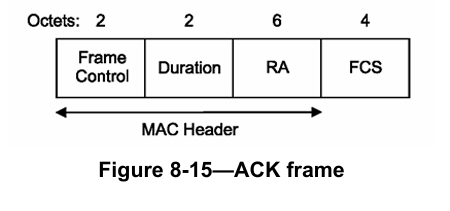 Octets: 2 2 6 4
Frame Control Duration RA FCS
MAC Header
Figure 8-15—ACK frame